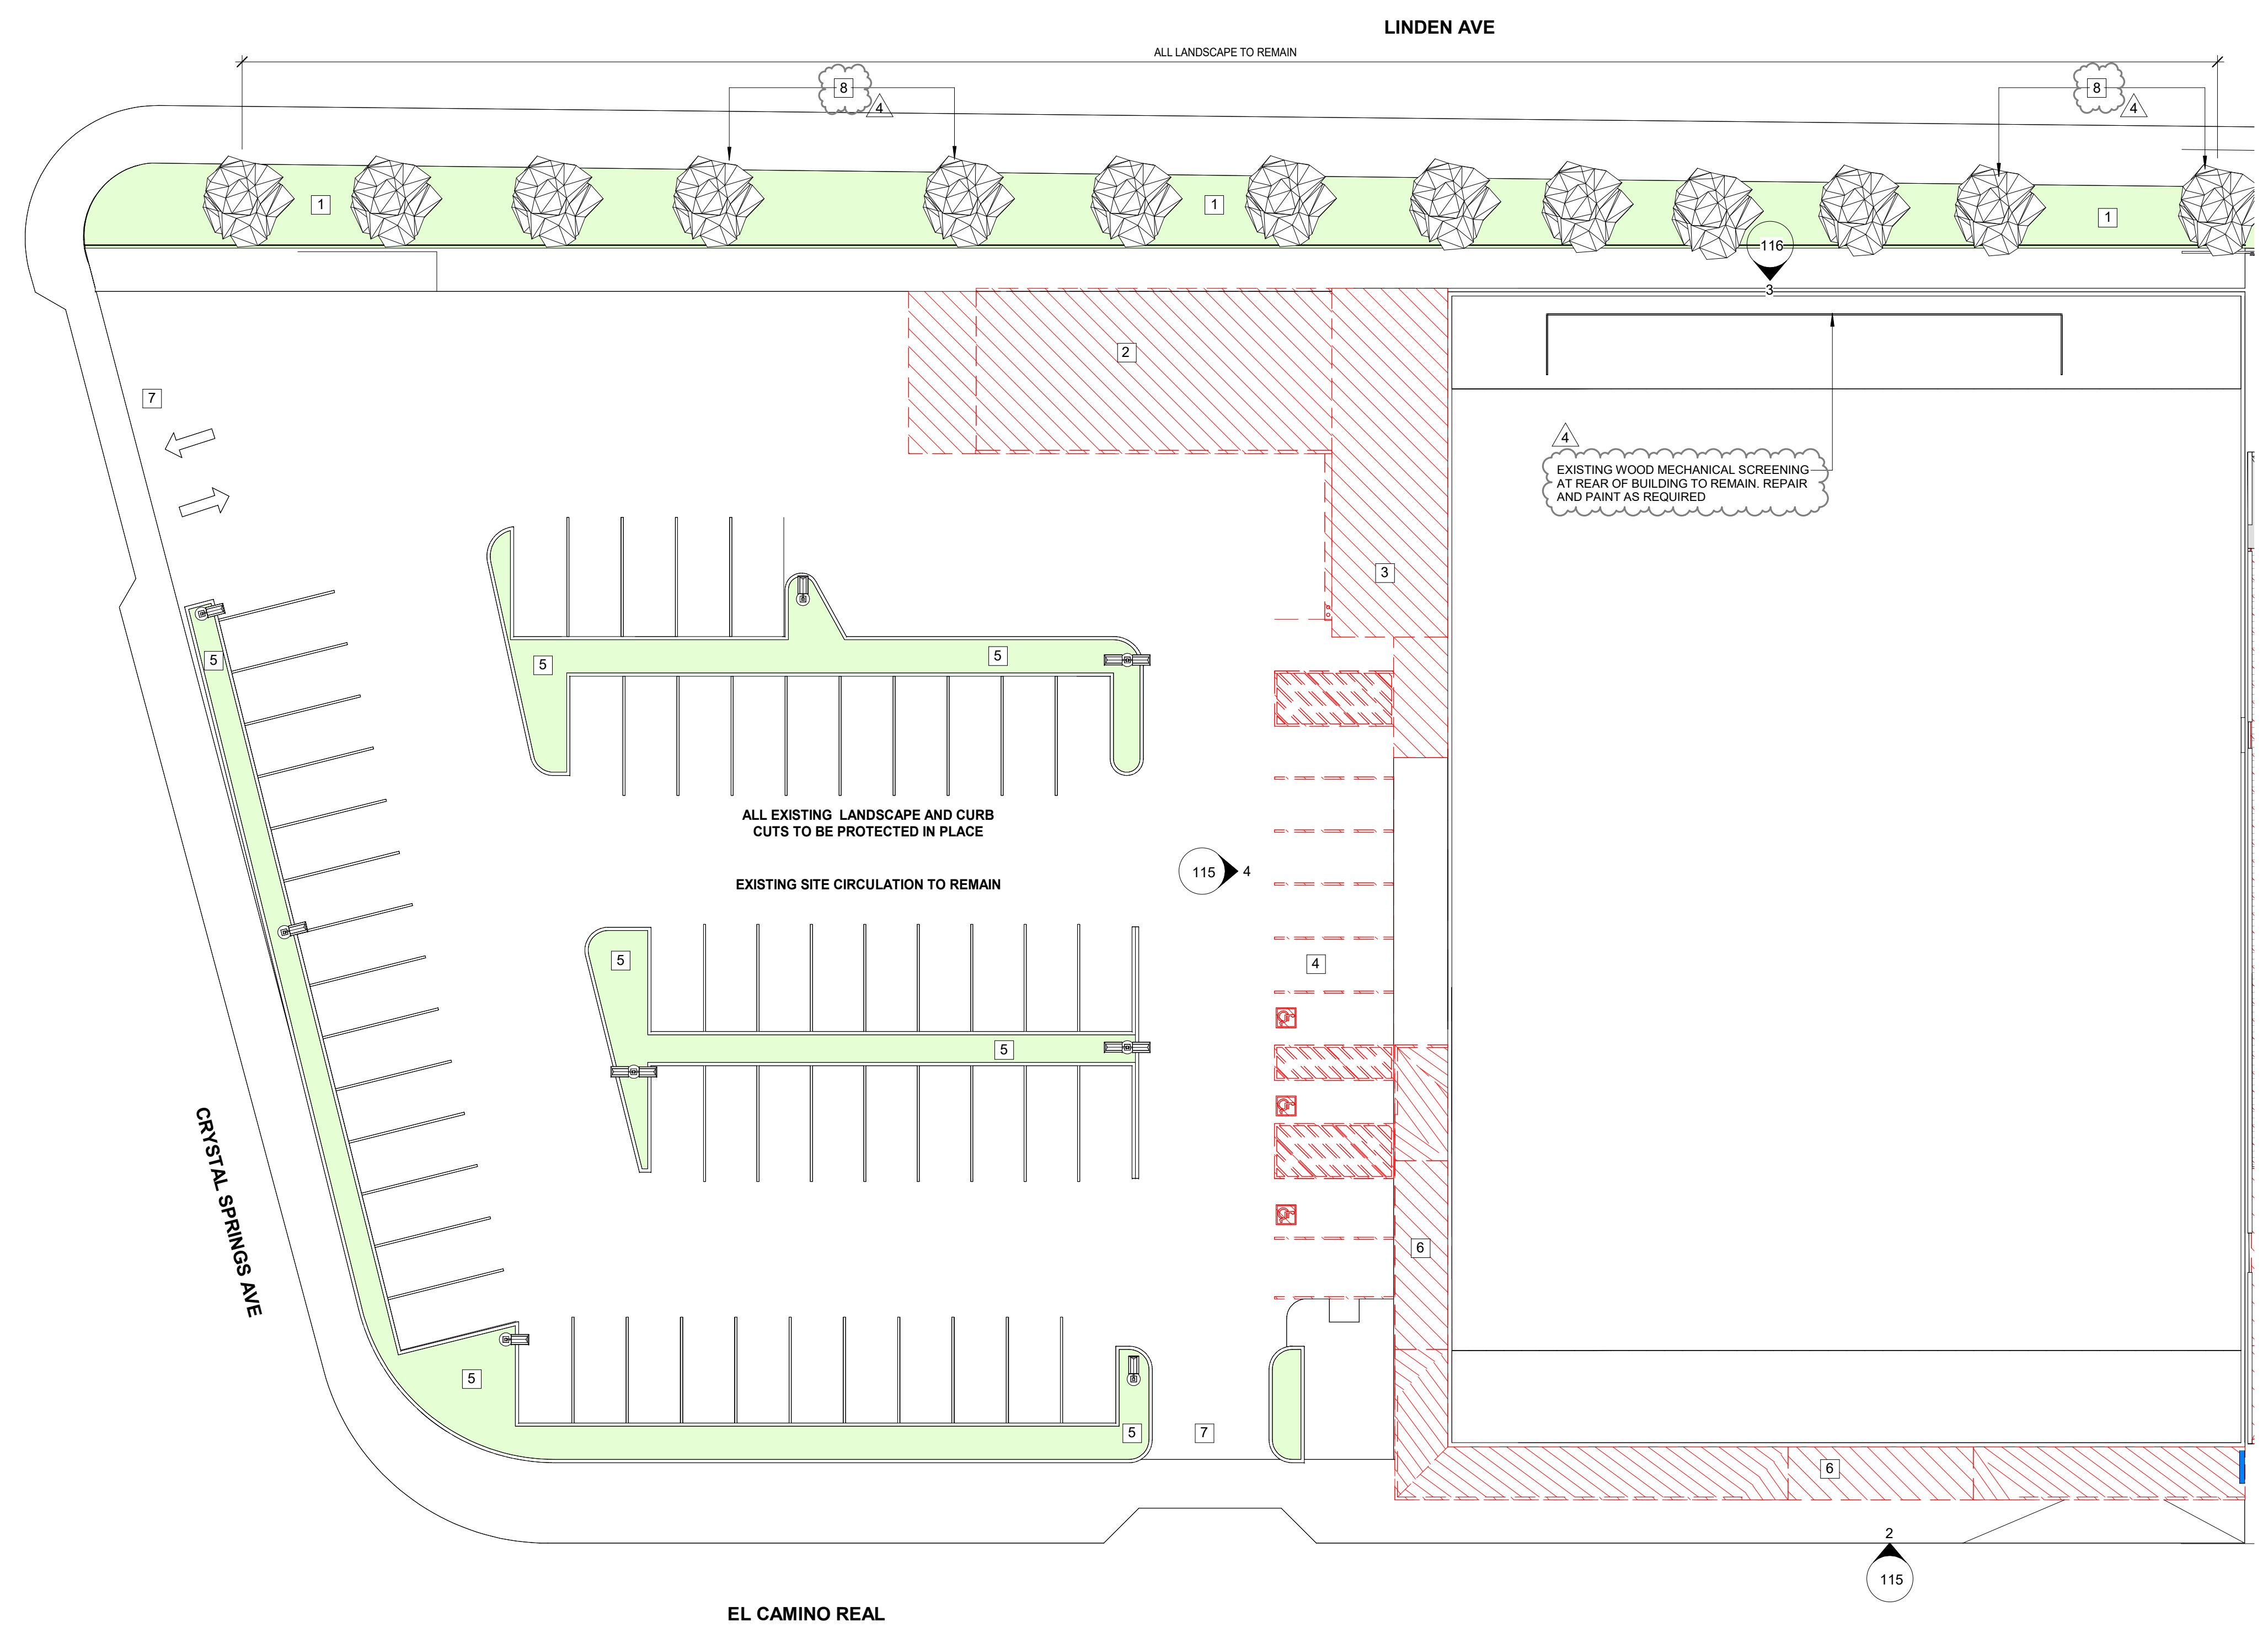 LINDEN AVE
ALL LANDSCAPE TO REMAIN
8
4
8
4
1
1
1
116
3
2
7
4
EXISTING WOOD MECHANICAL SCREENING
AT REAR OF BUILDING TO REMAIN. REPAIR
AND PAINT AS REQUIRED
3
5
5
5
ALL EXISTING LANDSCAPE AND CURB
CUTS TO BE PROTECTED IN PLACE
115
4
EXISTING SITE CIRCULATION TO REMAIN
5
4
5
CRYSTAL SPRINGS AVE
6
5
5
7
6
2
115
EL CAMINO REAL